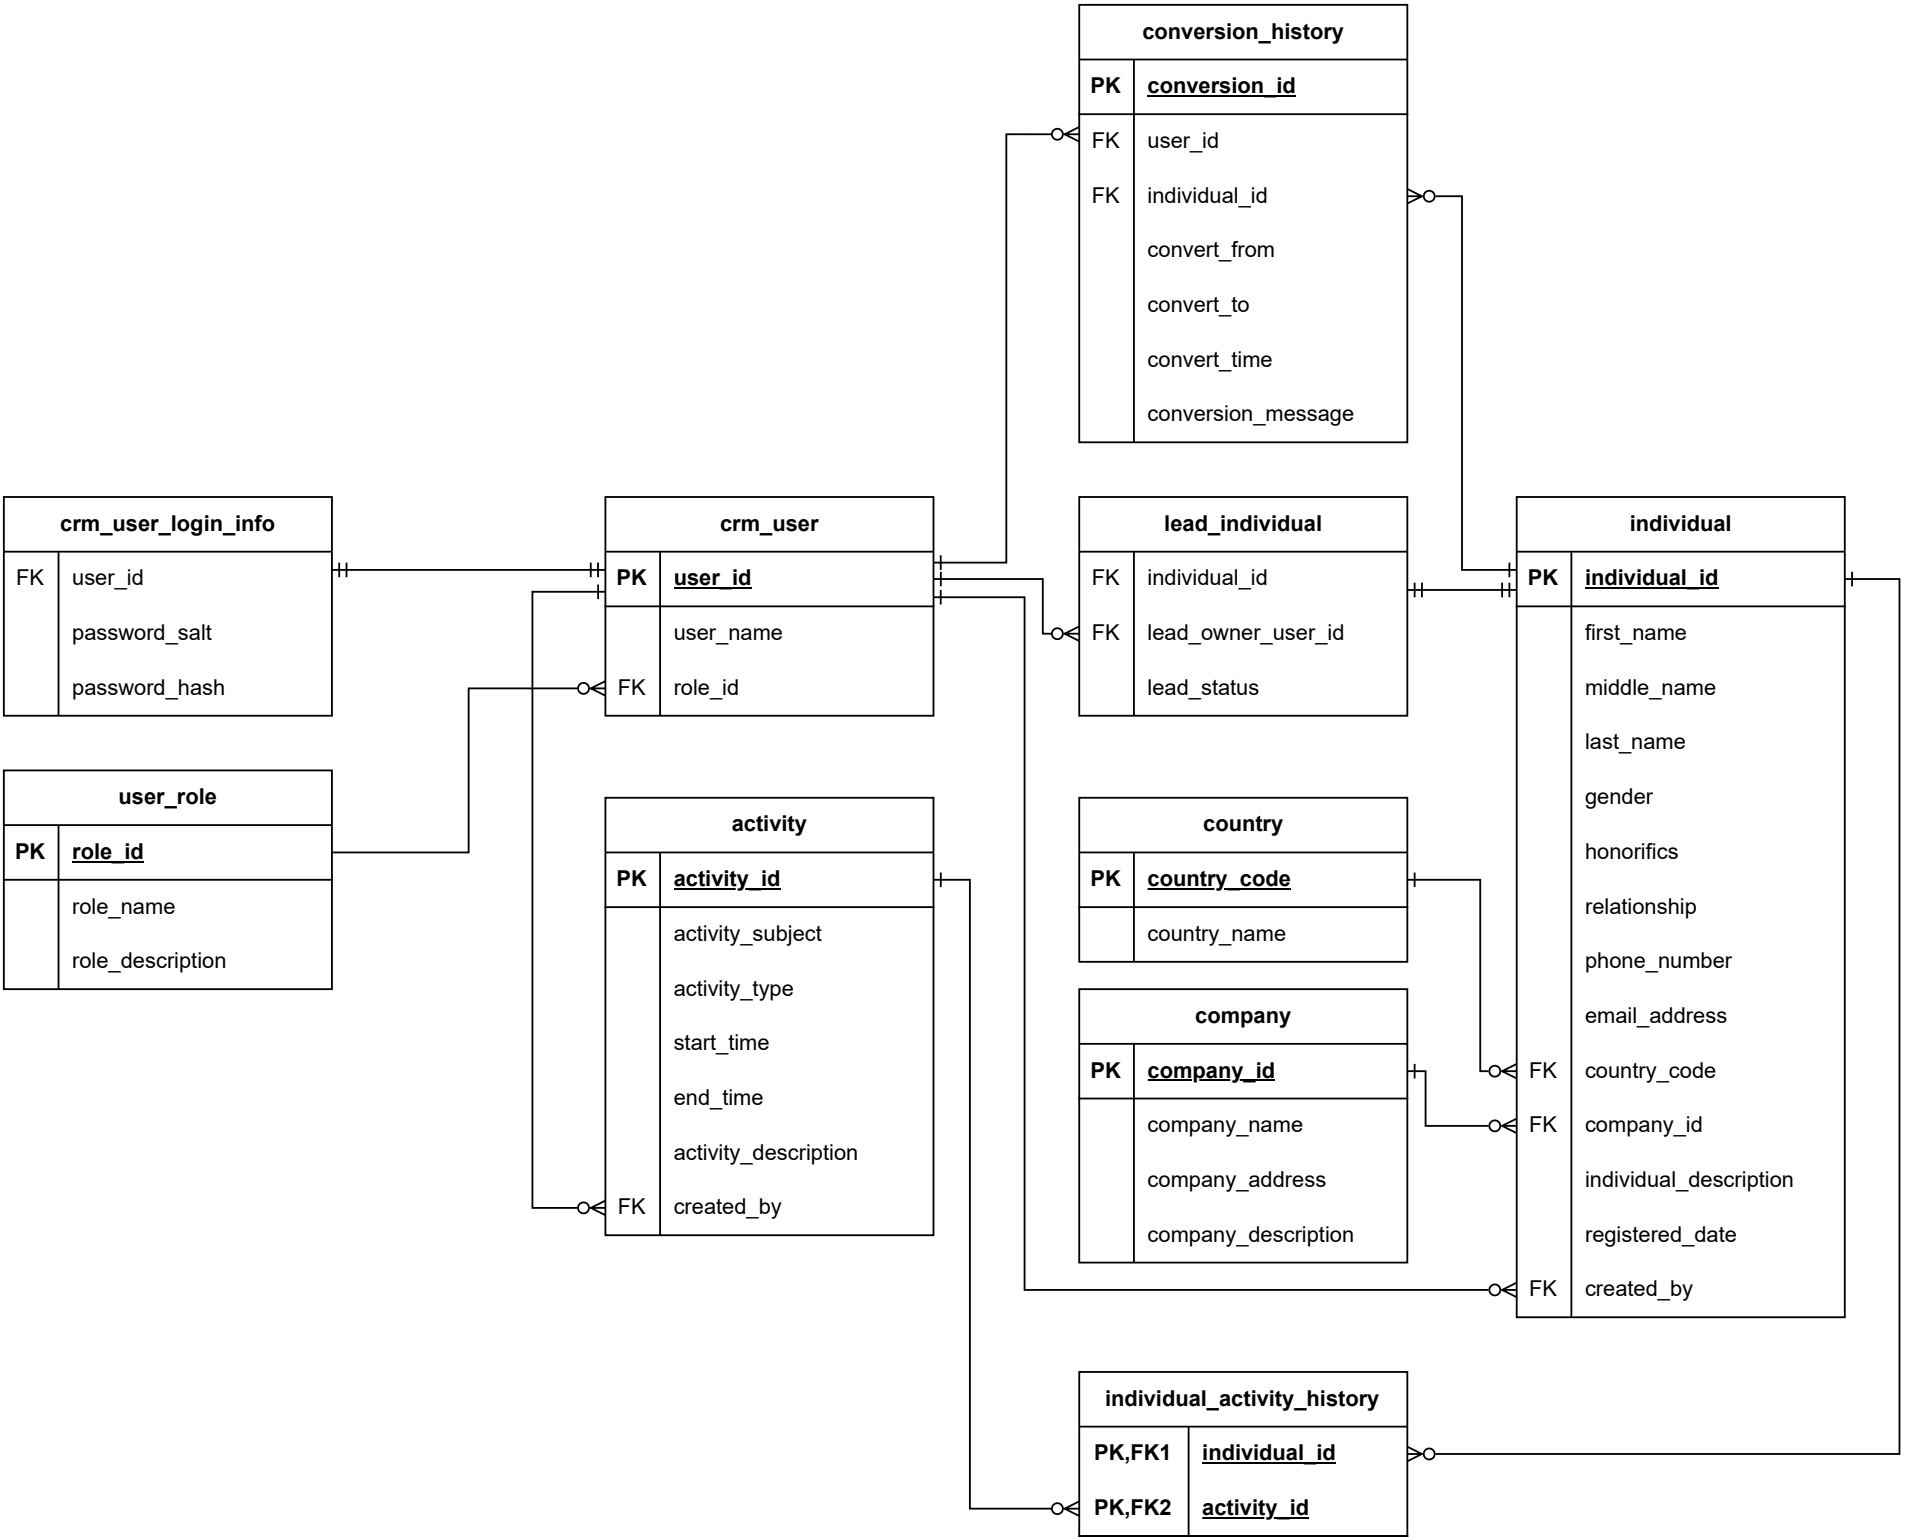 conversion_history
PK conversion_id
FK user_id
FK individual_id
convert_from
convert_to
convert_time
conversion_message
crm_user_login_info
FK user_id
password_salt
password_hash
crm_user
PK user_id
user_name
FK role_id
lead_individual
FK individual_id
FK lead_owner_user_id
lead_status
individual
PK individual_id
first_name
middle_name
last_name
gender
honorifics
relationship
phone_number
email_address
FK country_code
FK company_id
individual_description
registered_date
FK created_by
user_role
PK role_id
role_name
role_description
activity
PK activity_id
activity_subject
activity_type
start_time
end_time
activity_description
FK created_by
country
PK country_code
country_name
company
PK company_id
company_name
company_address
company_description
individual_activity_history
PK,FK1 individual_id
PK,FK2 activity_id